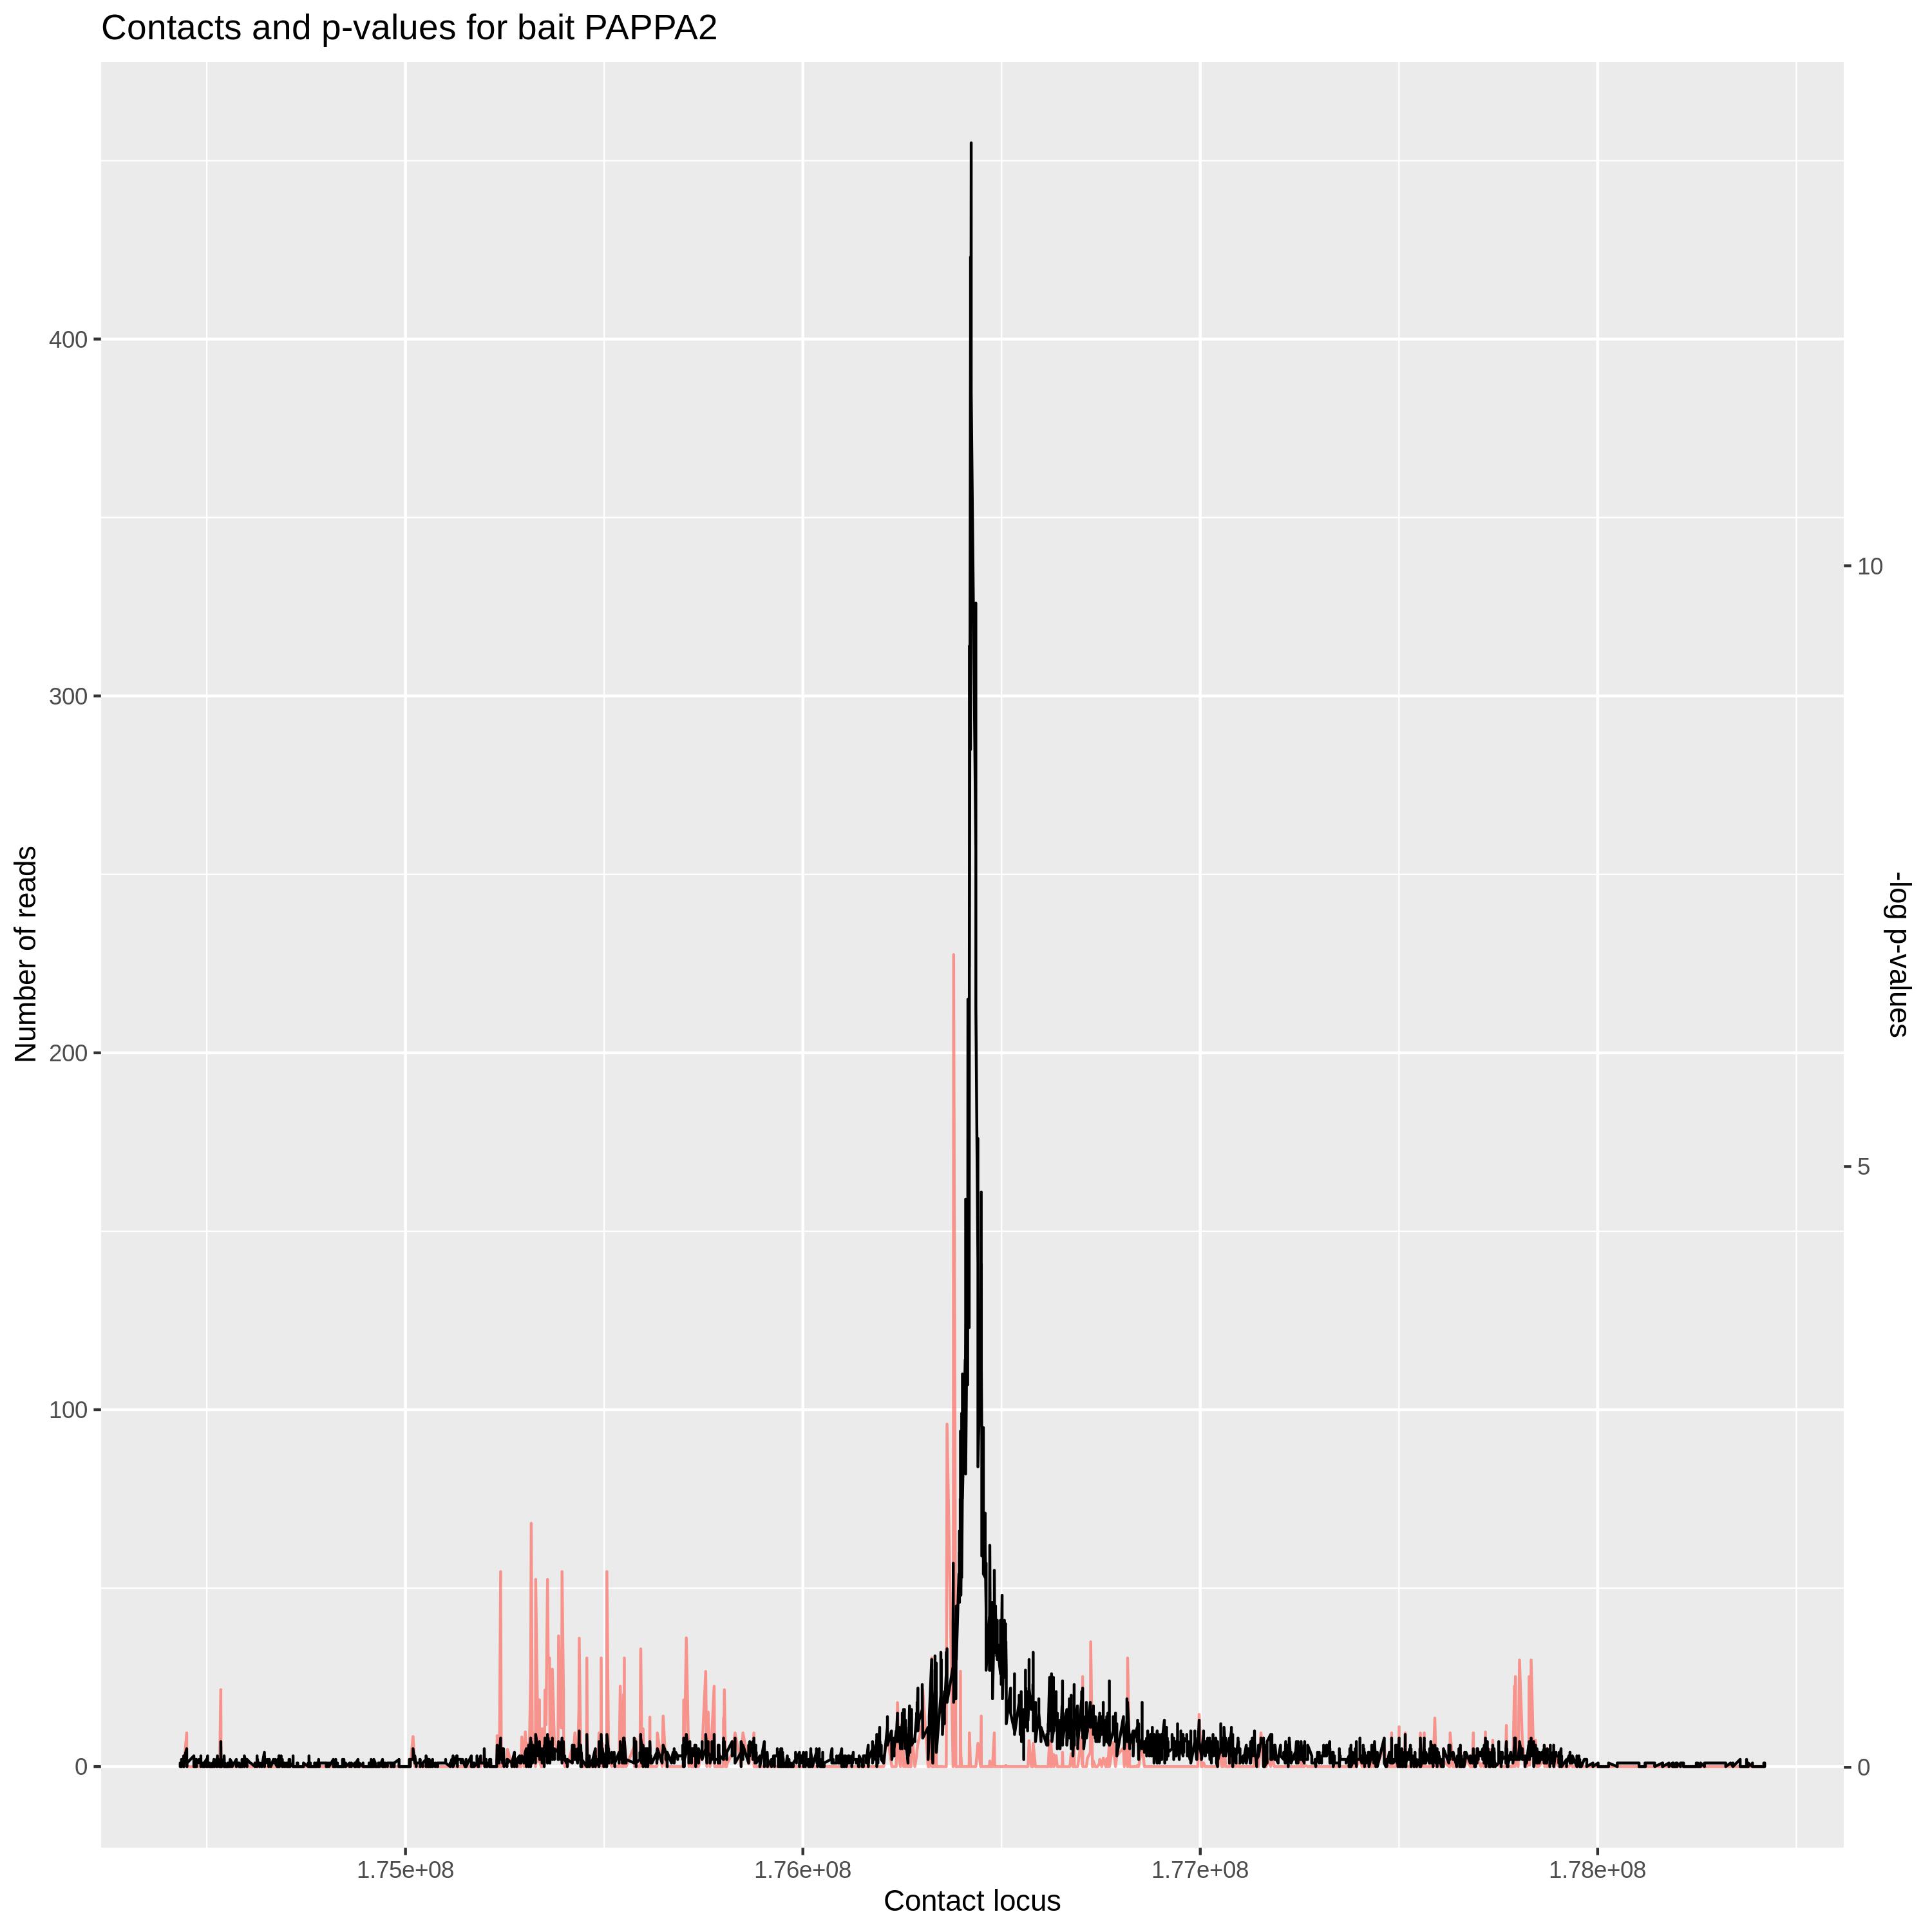 Contacts and p-values for bait PAPPA2
Number of reads
400
300
200
100
0
10
5
0
-log p-values
1.75e+08
1.76e+08
1.77e+08
1.78e+08
Contact locus